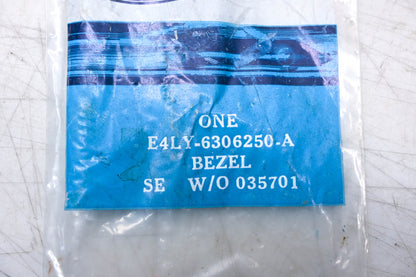 ONE
E4LY-6306250-A
BEZEL
SE W/O 035701